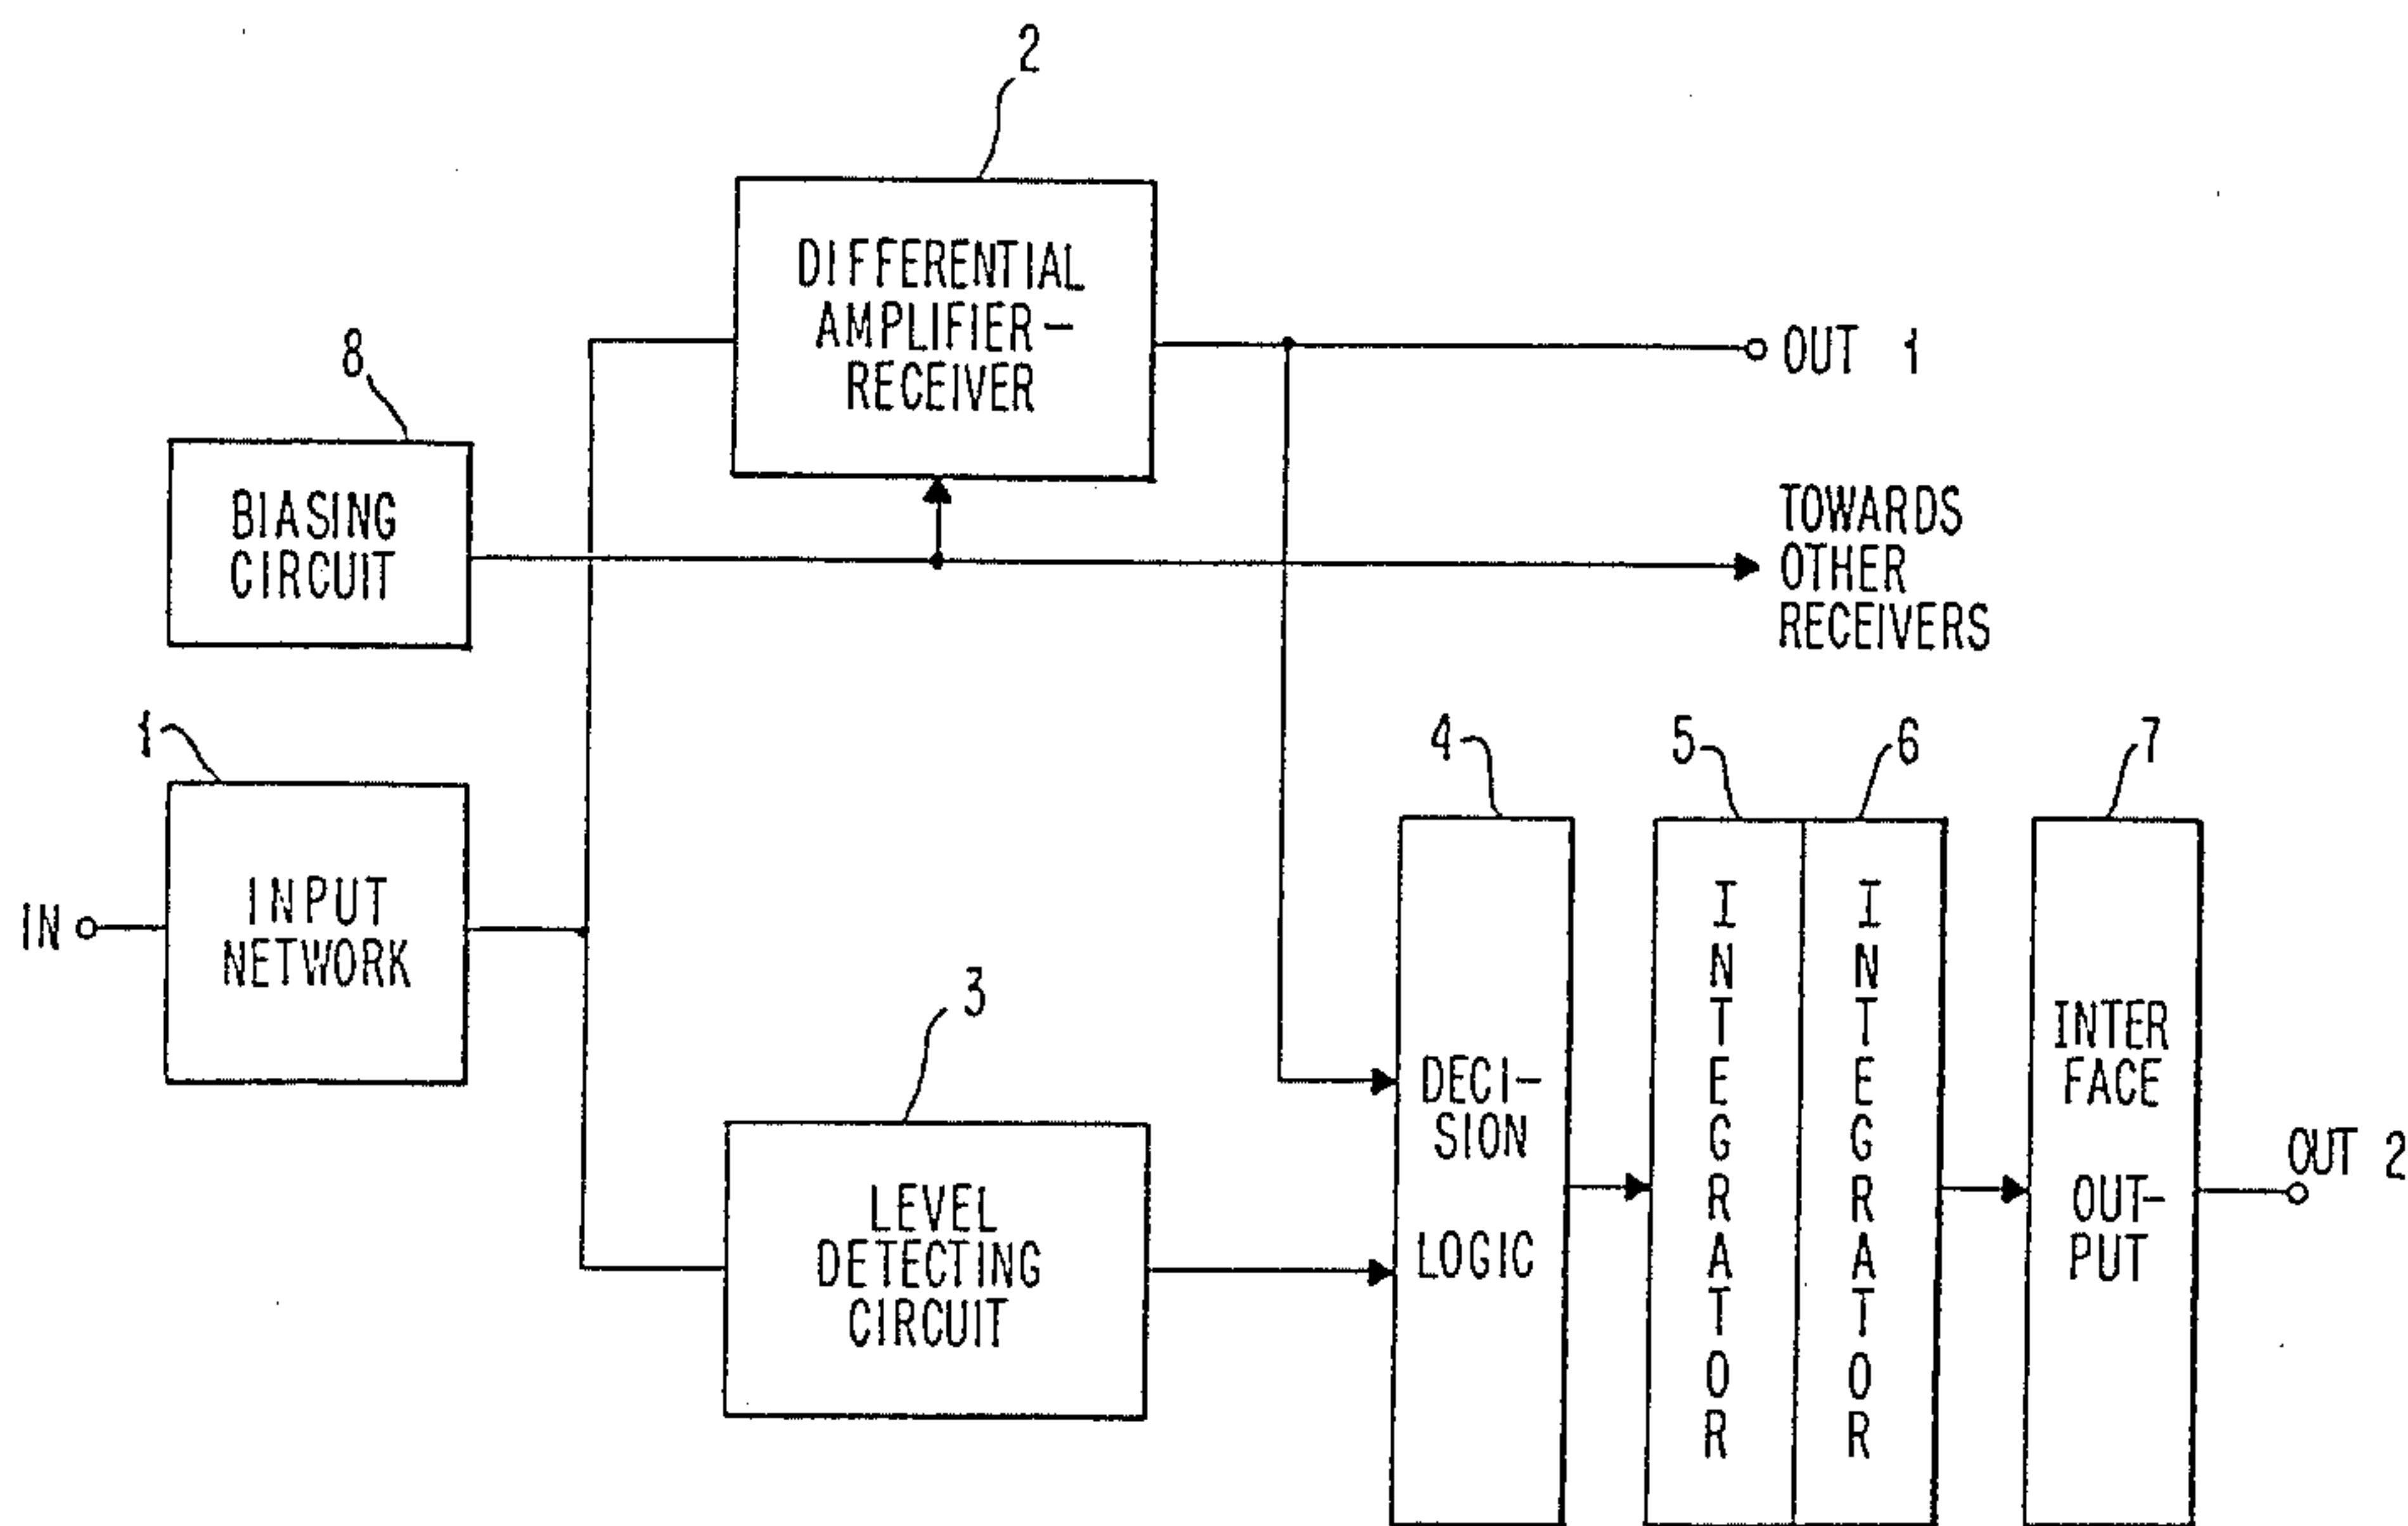 2
DIFFERENTIAL
AMPLIFIER-
RECEIVER
OUT 1
8
BIASING
CIRCUIT
TOWARDS
OTHER
RECEIVERS
1
INPUT
NETWORK
IN
3
LEVEL
DETECTING
CIRCUIT
4
DECI-
SION
LOGIC
5
INTEGRATOR
6
INTEGRATOR
7
INTER
FACE
OUT-
PUT
OUT 2